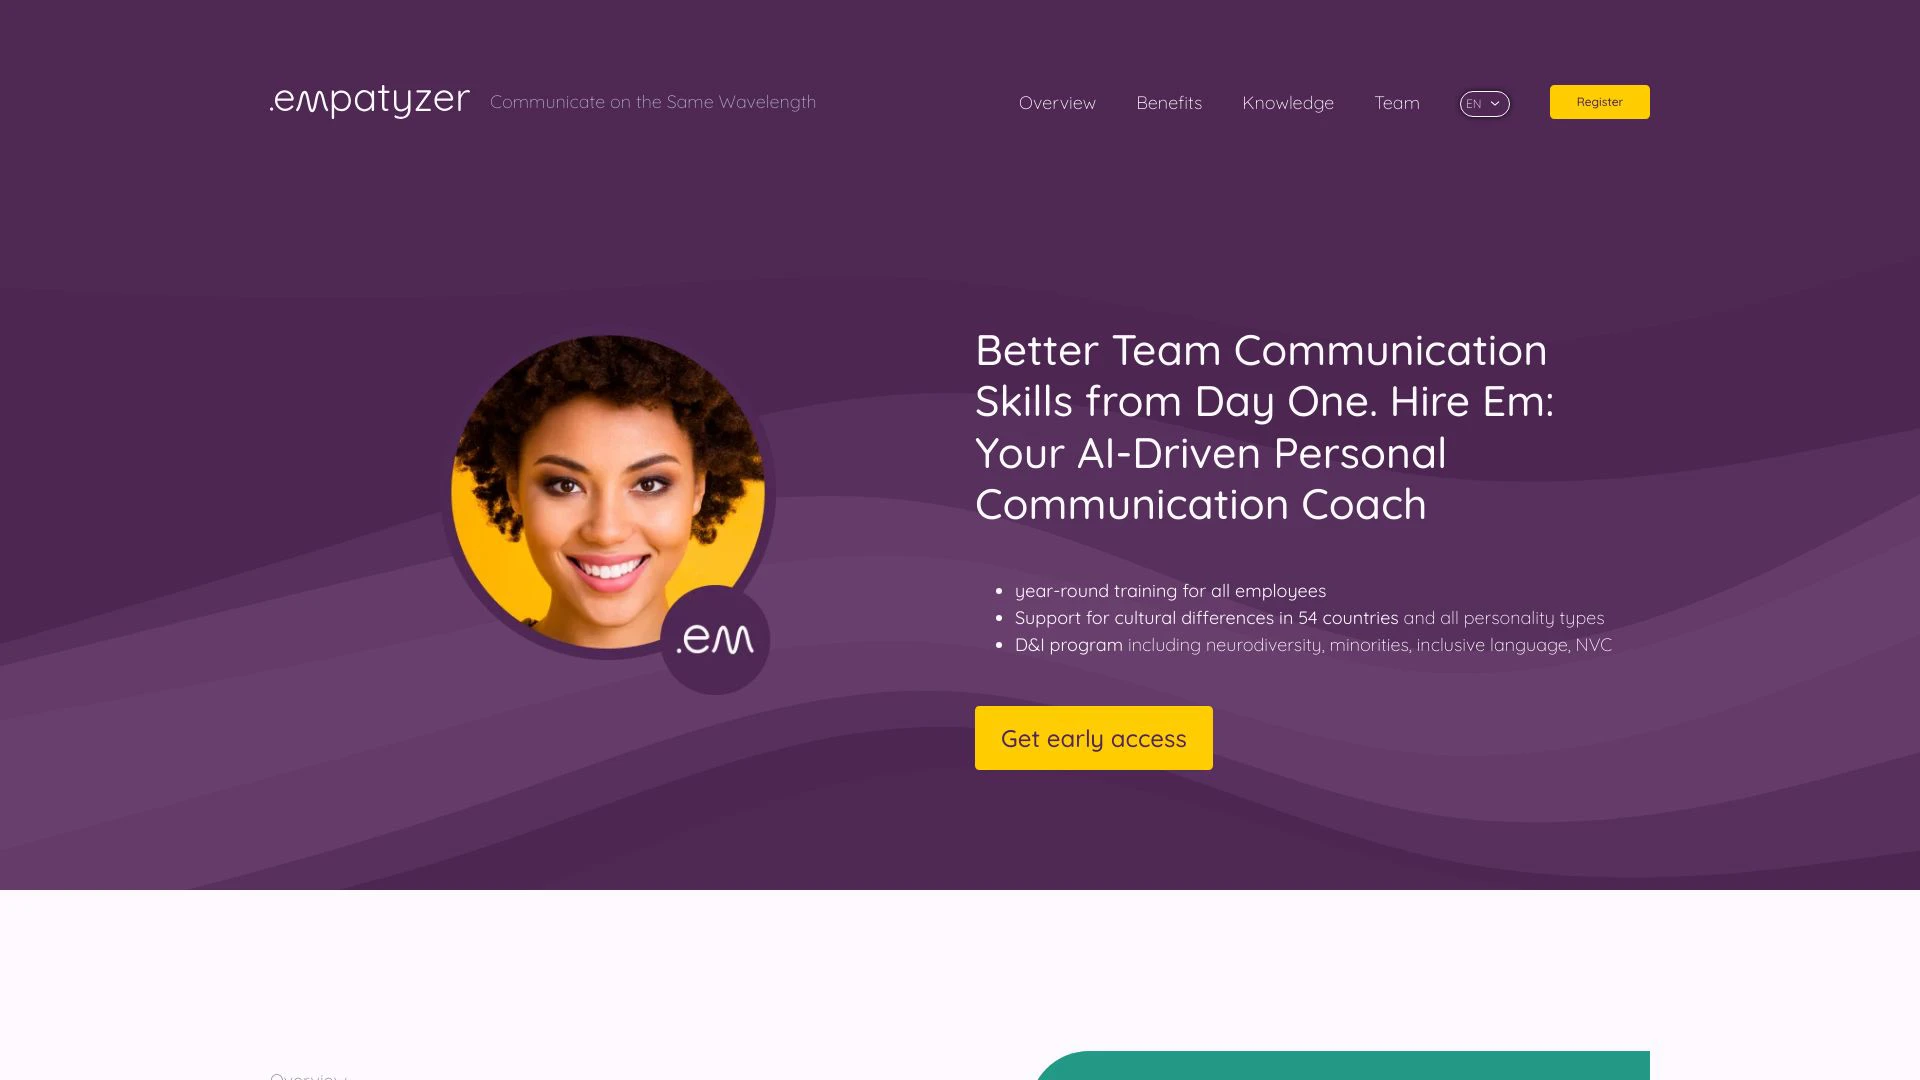 .empatyzer
Communicate on the Same Wavelength
Overview
Benefits
Knowledge
Team
EN
Register
Better Team Communication
Skills from Day One. Hire Em:
Your AI-Driven Personal
Communication Coach
year-round training for all employees
Support for cultural differences in 54 countries and all personality types
D&I program including neurodiversity, minorities, inclusive language, NVC
.em
Get early access
Overview